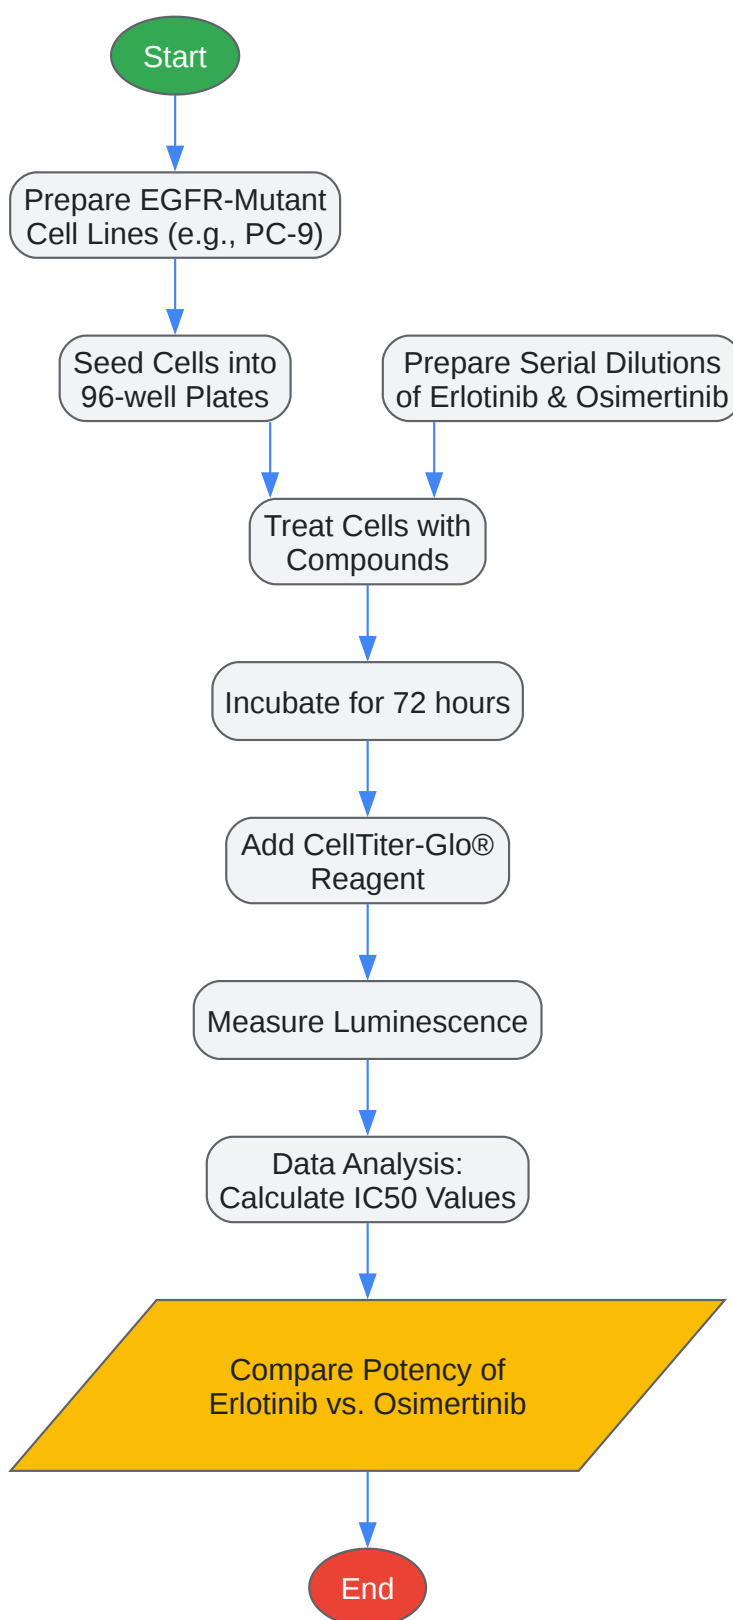 Start
Prepare EGFR-Mutant
Cell Lines (e.g., PC-9)
Seed Cells into
96-well Plates
Prepare Serial Dilutions
of Erlotinib & Osimertinib
Treat Cells with
Compounds
Incubate for 72 hours
Add CellTiter-Glo®
Reagent
Measure Luminescence
Data Analysis:
Calculate IC50 Values
Compare Potency of
Erlotinib vs. Osimertinib
End